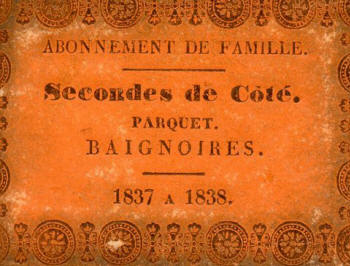 ABONNEMENT DE FAMILLE.
Secondes de Côté.
PARQUET.
BAIGNOIRES.
1837 A 1838.